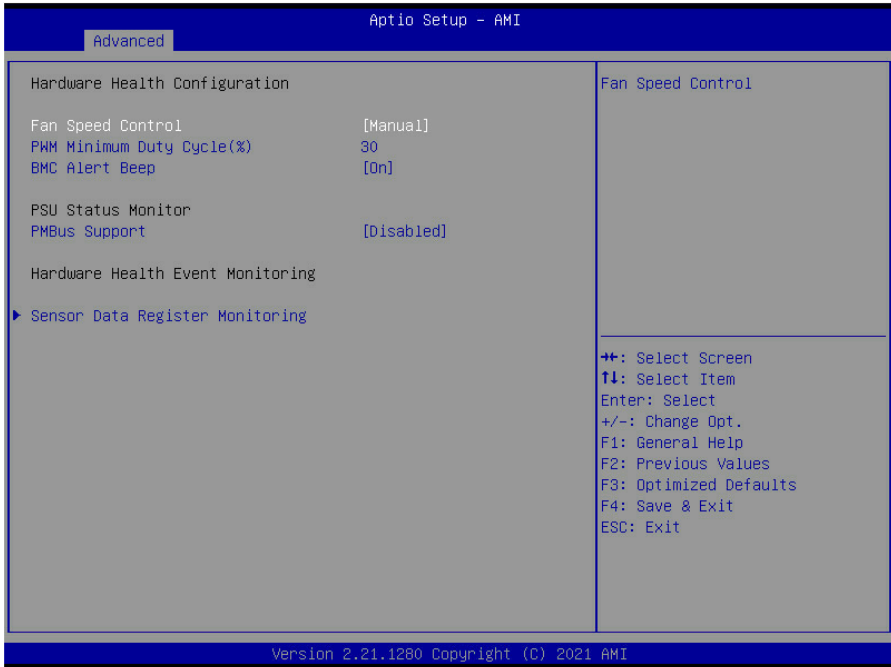 Aptio Setup – AMI
Advanced
Hardware Health Configuration
Fan Speed Control [Manual]
PWM Minimum Duty Cycle(%) 30
BMC Alert Beep [On]
PSU Status Monitor
PMBus Support [Disabled]
Hardware Health Event Monitoring
Sensor Data Register Monitoring
Fan Speed Control
→←: Select Screen
↑↓: Select Item
Enter: Select
+/-: Change Opt.
F1: General Help
F2: Previous Values
F3: Optimized Defaults
F4: Save & Exit
ESC: Exit
Version 2.21.1280 Copyright (C) 2021 AMI